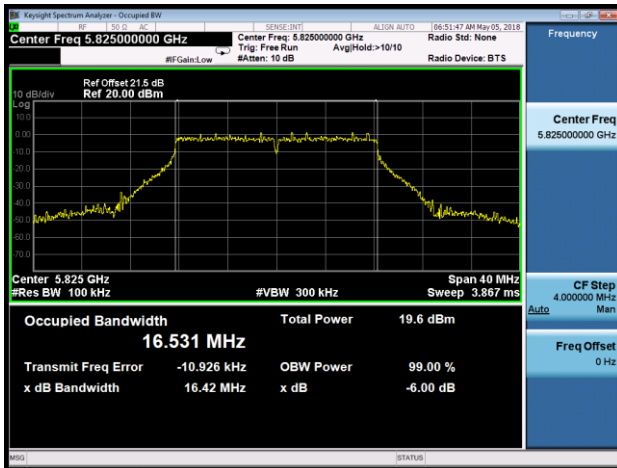 Keysight Spectrum Analyzer - Occupied BW
RF 50 Ω AC SENSE:INT ALIGN AUTO 06:51:47 AM May 05, 2018
Center Freq 5.825000000 GHz
Center Freq: 5.825000000 GHz
Radio Std: None
Trig: Free Run Avg|Hold:>10/10
#IFGain:Low #Atten: 10 dB Radio Device: BTS
Ref Offset 21.5 dB
10 dB/div Ref 20.00 dBm
Log
10.0
0.00
-10.0
-20.0
-30.0
-40.0
-50.0
-60.0
-70.0
Center 5.825 GHz Span 40 MHz
#Res BW 100 kHz #VBW 300 kHz Sweep 3.867 ms
Occupied Bandwidth Total Power 19.6 dBm
16.531 MHz
Transmit Freq Error -10.926 kHz OBW Power 99.00 %
x dB Bandwidth 16.42 MHz x dB -6.00 dB
MSG STATUS
Frequency
Center Freq
5.825000000 GHz
CF Step
4.000000 MHz
Auto Man
Freq Offset
0 Hz